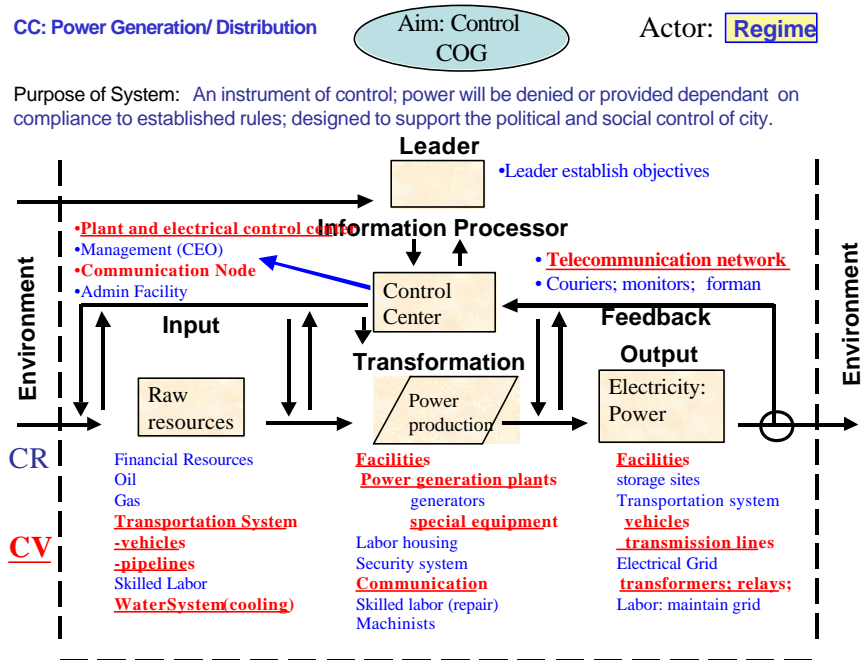 CC: Power Generation/ Distribution
Aim: Control
COG
Actor: Regime
Purpose of System: An instrument of control; power will be denied or provided dependant on
compliance to established rules; designed to support the political and social control of city.
Leader
•Leader establish objectives
•Plant and electrical control center
Information Processor
•Management (CEO)
•Communication Node
•Admin Facility
• Telecommunication network
• Couriers; monitors; forman
Control
Center
Environment
Environment
Input
Feedback
Transformation
Output
Raw
resources
Power
production
Electricity:
Power
CR
CV
Financial Resources
Oil
Gas
Transportation System
-vehicles
-pipelines
Skilled Labor
WaterSystem(cooling)
Facilities
Power generation plants
generators
special equipment
Labor housing
Security system
Communication
Skilled labor (repair)
Machinists
Facilities
storage sites
Transportation system
vehicles
transmission lines
Electrical Grid
transformers; relays;
Labor: maintain grid